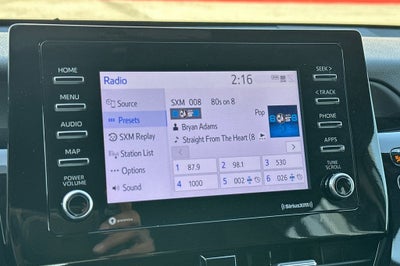 Radio
2:16
HOME
MENU
AUDIO
MAP
POWER
VOLUME
Source
Presets
SXM Replay
Station List
Options
Sound
SXM 008 80s on 8
Pop
Bryan Adams
Straight From The Heart (8
1 87.9
2 98.1
3 530
4 1000
5 002
6 026
SEEK >
< TRACK
PHONE
APPS
TUNE
SCROLL
SiriusXM